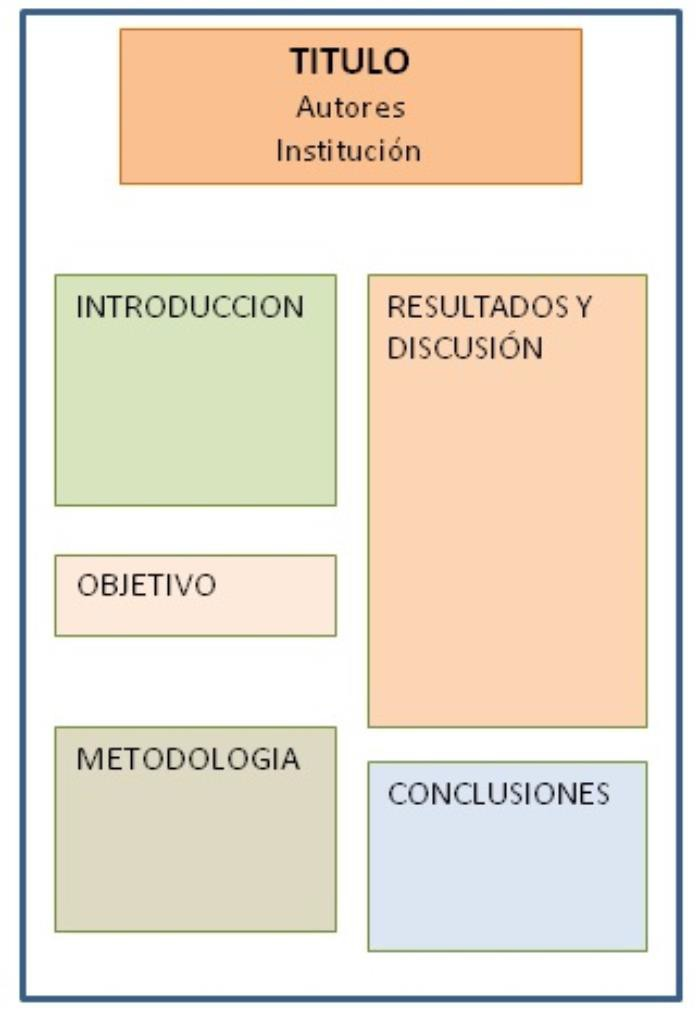 TITULO
Autores
Institución
INTRODUCCION
OBJETIVO
METODOLOGIA
RESULTADOS Y
DISCUSIÓN
CONCLUSIONES